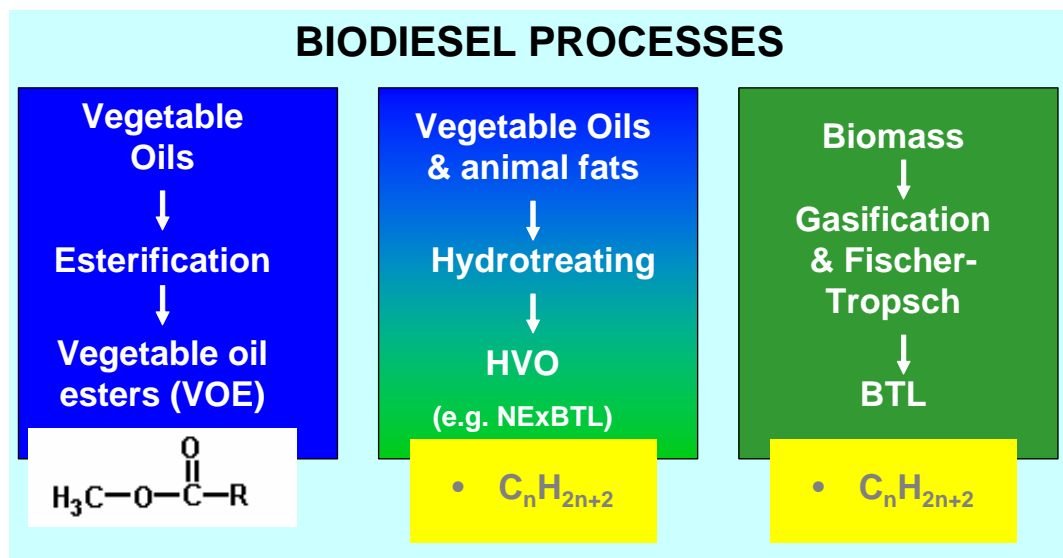 BIODIESEL PROCESSES
Vegetable
Oils
Esterification
Vegetable oil
esters (VOE)
O
H₃C–O–C–R
Vegetable Oils
& animal fats
Hydrotreating
HVO
(e.g. NExBTL)
• CₙH₂ₙ₊₂
Biomass
Gasification
& Fischer-
Tropsch
BTL
• CₙH₂ₙ₊₂